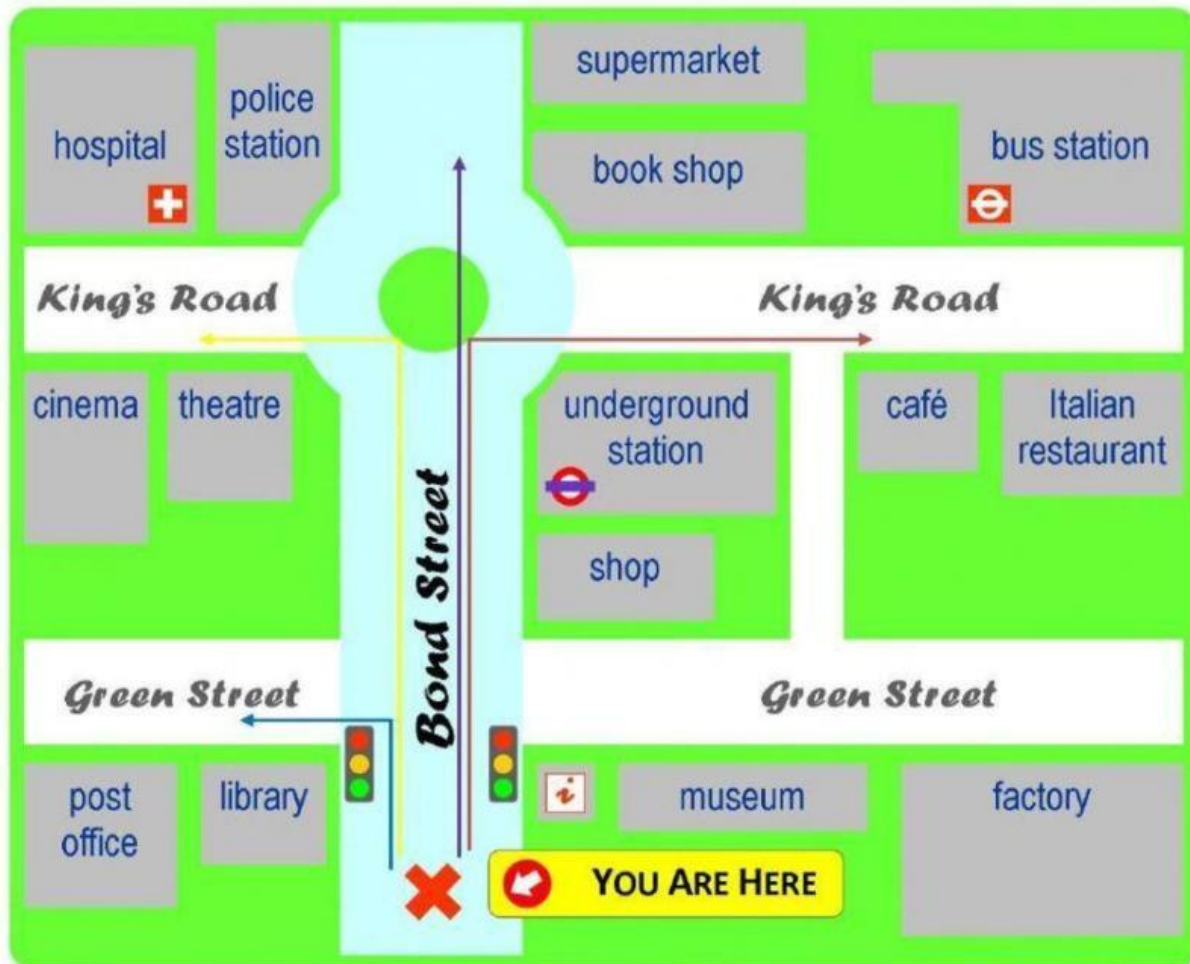 supermarket
police
station
hospital
bus station
book shop
King's Road
King's Road
cinema
theatre
underground
station
café
Italian
restaurant
shop
Bond Street
Green Street
Green Street
post
office
library
i
museum
factory
YOU ARE HERE